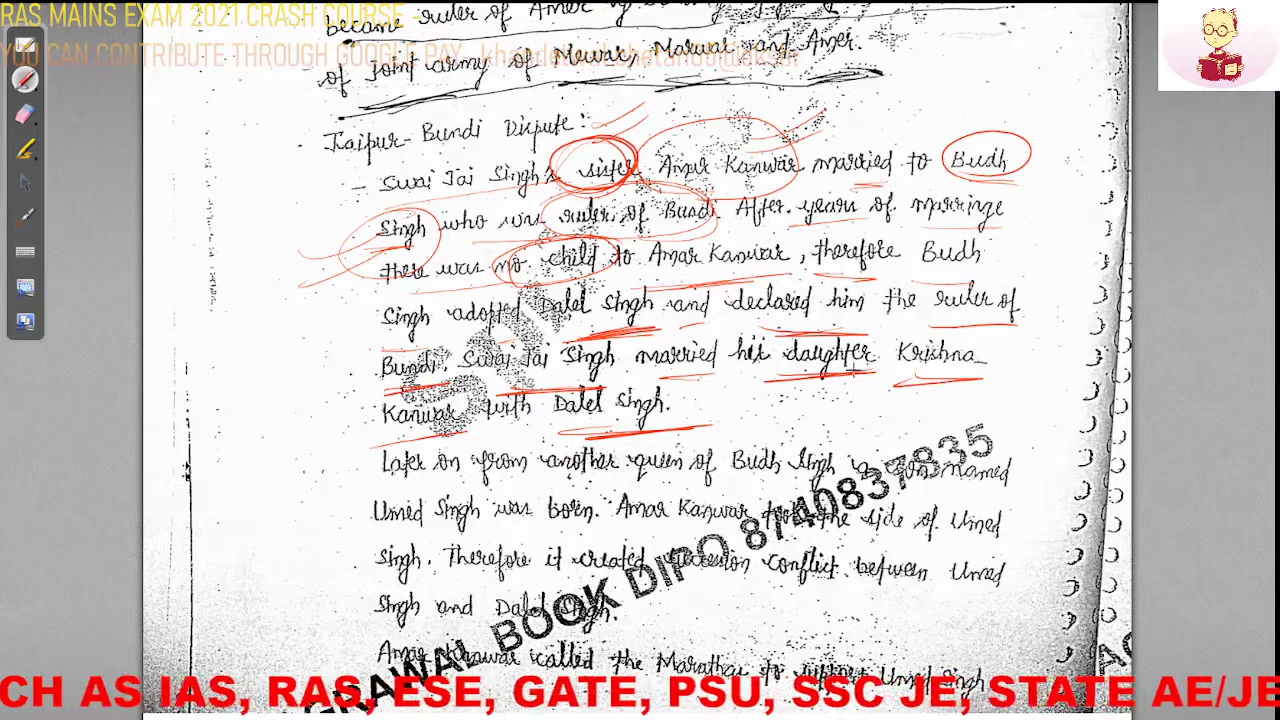 RAS MAINS EXAM 2021 CRASH COURSE -
became ruler of Amer by
YOU CAN CONTRIBUTE THROUGH GOOGLE PAY -
of Joint army of Mewar, Marwar and Amer.
Jaipur - Bundi Dispute :
- Swai Jai Singh's sister Amar Kanwar married to Budh
Singh who was ruler of Bundi. After years of marriage
there was no child to Amar Kanwar, therefore Budh
Singh adopted Dalel Singh and declared him the ruler of
Bundi. Swai Jai Singh married his daughter Krishna
Kanwar with Dalel Singh.
Later on from another queen of Budh Singh a son named
Umed Singh was born. Amar Kanwar took the side of Umed
Singh. Therefore it created succession conflict between Umed
Singh and Dalel Singh.
Amar Kanwar called the Marathas to support Umed Singh
BOOK DIPO 8740837835
CH AS IAS, RAS, ESE, GATE, PSU, SSC JE, STATE AE/JE